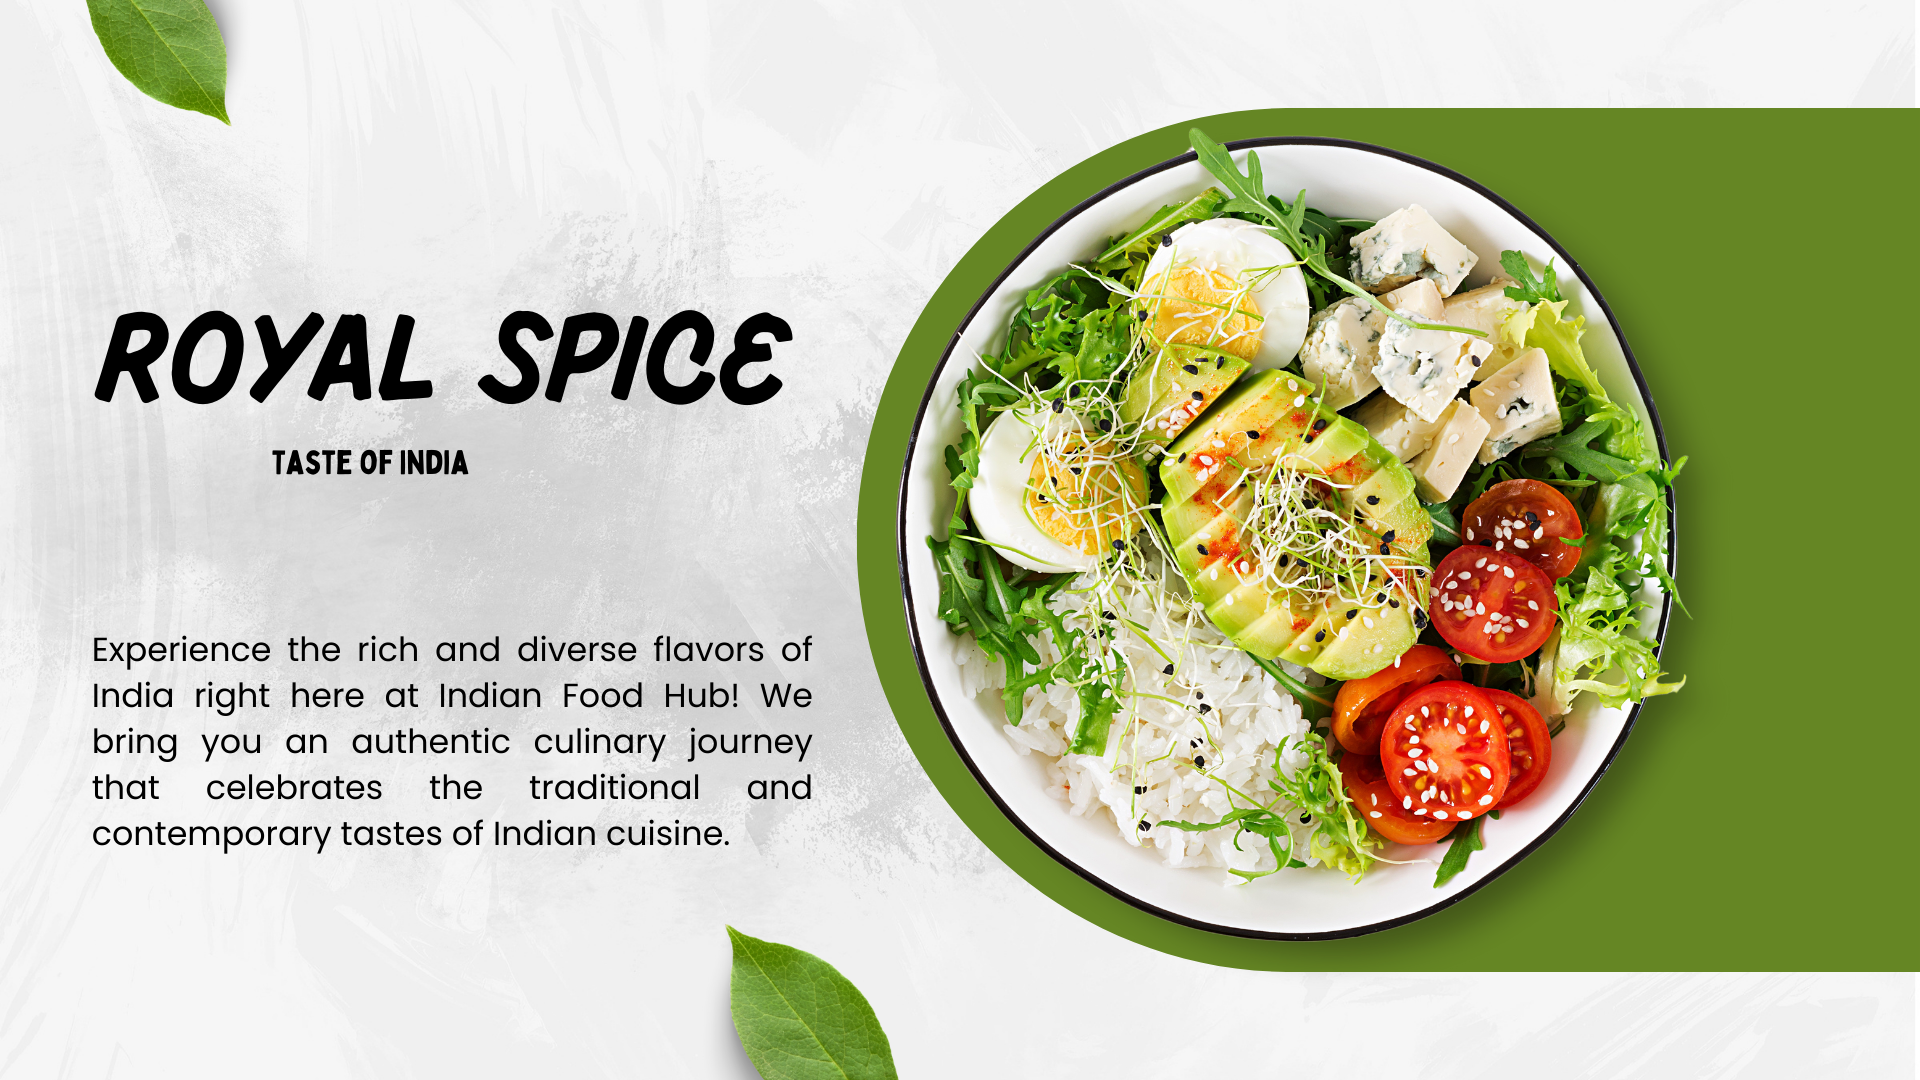 ROYAL SPICE
TASTE OF INDIA
Experience the rich and diverse flavors of
India right here at Indian Food Hub! We
bring you an authentic culinary journey
that celebrates the traditional and
contemporary tastes of Indian cuisine.